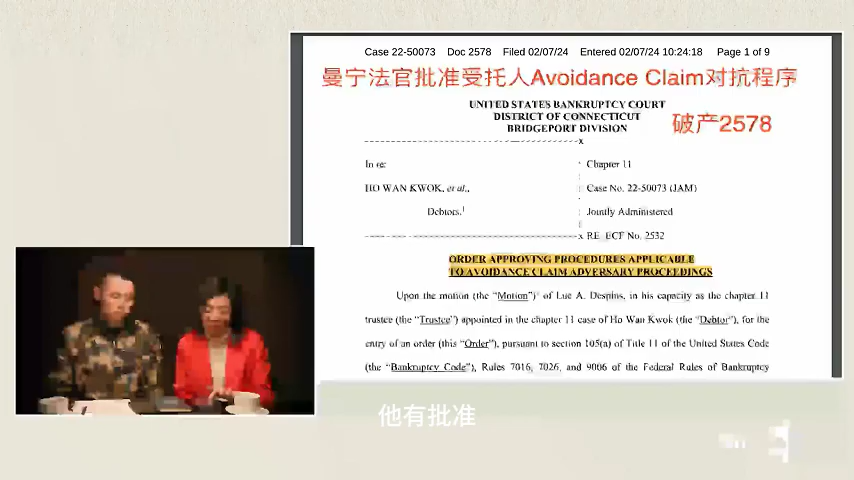 Case 22-50073 Doc 2578 Filed 02/07/24 Entered 02/07/24 10:24:18 Page 1 of 9
曼宁法官批准受托人Avoidance Claim对抗程序
UNITED STATES BANKRUPTCY COURT
DISTRICT OF CONNECTICUT
BRIDGEPORT DIVISION
破产2578
In re:
HO WAN KWOK, et al.,
Debtors.1
x
: Chapter 11
: Case No. 22-50073 (JAM)
: Jointly Administered
x RE: ECF No. 2532
ORDER APPROVING PROCEDURES APPLICABLE
TO AVOIDANCE CLAIM ADVERSARY PROCEEDINGS
Upon the motion (the “Motion”) of Luc A. Despins, in his capacity as the chapter 11
trustee (the “Trustee”) appointed in the chapter 11 case of Ho Wan Kwok (the “Debtor”), for the
entry of an order (this “Order”), pursuant to section 105(a) of Title 11 of the United States Code
(the “Bankruptcy Code”), Rules 7016, 7026, and 9006 of the Federal Rules of Bankruptcy
他有批准